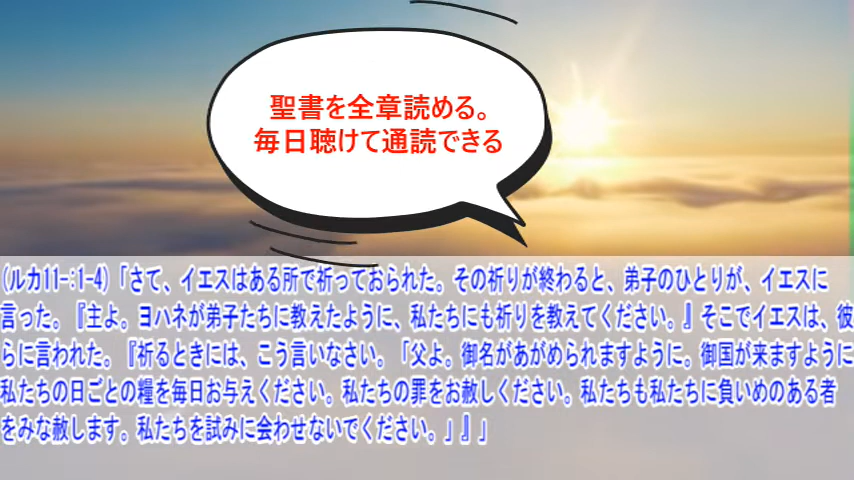 聖書を全章読める。
毎日聴けて通読できる
(ルカ11-:1-4)「さて、イエスはある所で祈っておられた。その祈りが終わると、弟子のひとりが、イエスに
言った。『主よ。ヨハネが弟子たちに教えたように、私たちにも祈りを教えてください。』そこでイエスは、彼
らに言われた。『祈るときには、こう言いなさい。「父よ。御名があがめられますように。御国が来ますように
私たちの日ごとの糧を毎日お与えください。私たちの罪をお赦しください。私たちも私たちに負いめのある者
をみな赦します。私たちを試みに会わせないでください。」』」